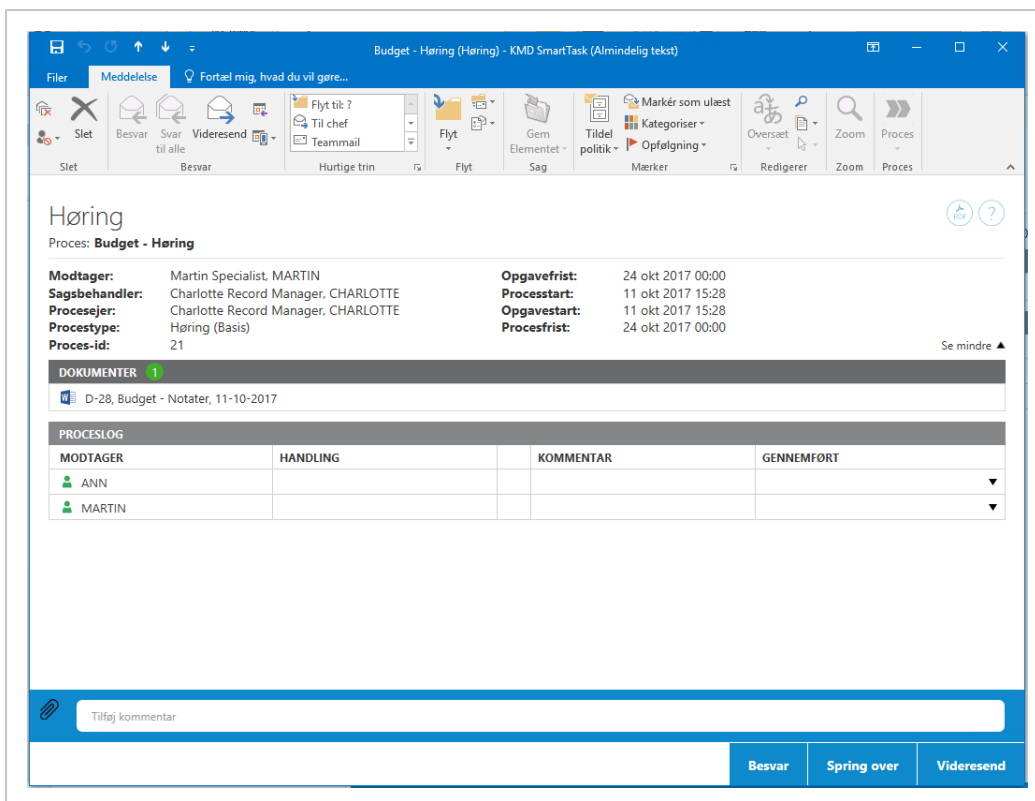 Budget - Høring (Høring) - KMD SmartTask (Almindelig tekst)
Filer Meddelelse Fortæl mig, hvad du vil gøre...
Slet
Besvar
Svar til alle
Videresend
Flyt til: ?
Til chef
Teammail
Flyt
Gem Elementet
Tildel politik
Markér som ulæst
Kategoriser
Opfølgning
Oversæt
Zoom
Proces
Slet Besvar Hurtige trin Flyt Sag Mærker Redigerer Zoom Proces
Høring
PDF ?
Proces: Budget - Høring
Modtager: Martin Specialist, MARTIN Opgavefrist: 24 okt 2017 00:00
Sagsbehandler: Charlotte Record Manager, CHARLOTTE Processtart: 11 okt 2017 15:28
Procesejer: Charlotte Record Manager, CHARLOTTE Opgavestart: 11 okt 2017 15:28
Procestype: Høring (Basis) Procesfrist: 24 okt 2017 00:00
Proces-id: 21 Se mindre
DOKUMENTER 1
D-28, Budget - Notater, 11-10-2017
PROCESLOG
MODTAGER HANDLING KOMMENTAR GENNEMFØRT
ANN
MARTIN
Tilføj kommentar
Besvar Spring over Videresend